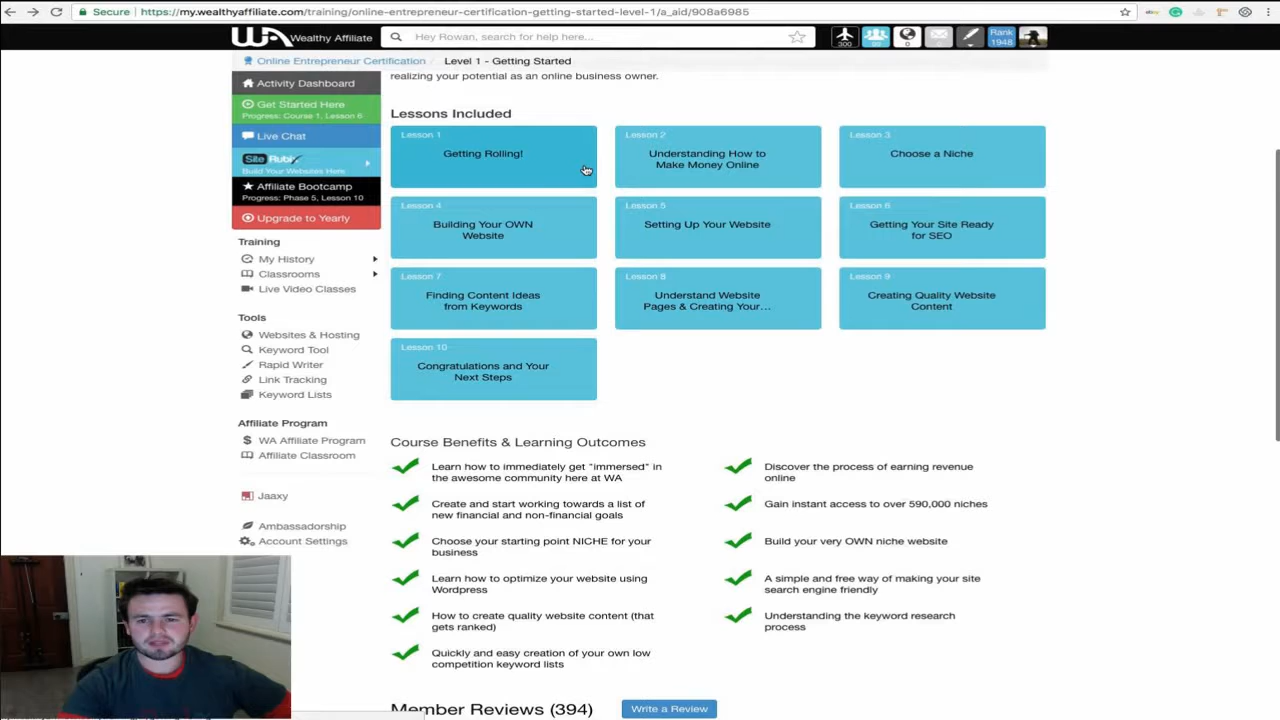 Secure
https://my.wealthyaffiliate.com/training/online-entrepreneur-certification-getting-started-level-1/a_aid/908a6985
WA Wealthy Affiliate
Hey Rowan, search for help here...
300
99
0
0
Rank
1948
Online Entrepreneur Certification
Level 1 - Getting Started
realizing your potential as an online business owner.
Activity Dashboard
Get Started Here
Progress: Course 1, Lesson 6
Live Chat
Site Rubix
Build Your Websites Here
Affiliate Bootcamp
Progress: Phase 5, Lesson 10
Upgrade to Yearly
Training
My History
Classrooms
Live Video Classes
Tools
Websites & Hosting
Keyword Tool
Rapid Writer
Link Tracking
Keyword Lists
Affiliate Program
WA Affiliate Program
Affiliate Classroom
Jaaxy
Ambassadorship
Account Settings
Lessons Included
Lesson 1
Getting Rolling!
Lesson 2
Understanding How to
Make Money Online
Lesson 3
Choose a Niche
Lesson 4
Building Your OWN
Website
Lesson 5
Setting Up Your Website
Lesson 6
Getting Your Site Ready
for SEO
Lesson 7
Finding Content Ideas
from Keywords
Lesson 8
Understand Website
Pages & Creating Your...
Lesson 9
Creating Quality Website
Content
Lesson 10
Congratulations and Your
Next Steps
Course Benefits & Learning Outcomes
Learn how to immediately get "immersed" in
the awesome community here at WA
Discover the process of earning revenue
online
Create and start working towards a list of
new financial and non-financial goals
Gain instant access to over 590,000 niches
Choose your starting point NICHE for your
business
Build your very OWN niche website
Learn how to optimize your website using
Wordpress
A simple and free way of making your site
search engine friendly
How to create quality website content (that
gets ranked)
Understanding the keyword research
process
Quickly and easy creation of your own low
competition keyword lists
Member Reviews (394)
Write a Review